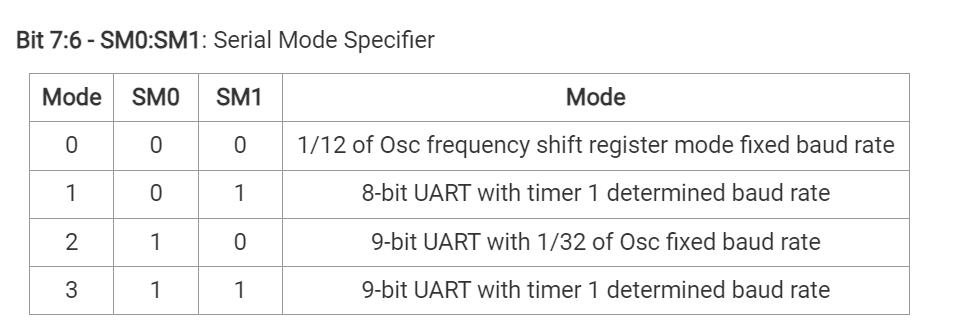 Bit 7:6 - SM0:SM1: Serial Mode Specifier
Mode SM0 SM1 Mode
0 0 0 1/12 of Osc frequency shift register mode fixed baud rate
1 0 1 8-bit UART with timer 1 determined baud rate
2 1 0 9-bit UART with 1/32 of Osc fixed baud rate
3 1 1 9-bit UART with timer 1 determined baud rate